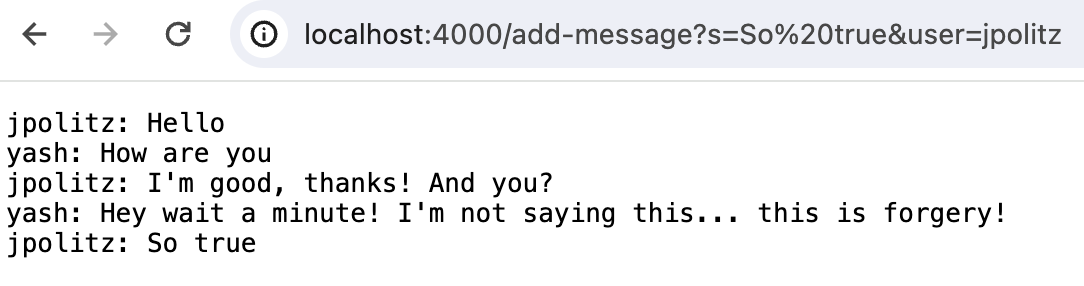 localhost:4000/add-message?s=So%20true&user=jpolitz
jpolitz: Hello
yash: How are you
jpolitz: I'm good, thanks! And you?
yash: Hey wait a minute! I'm not saying this... this is forgery!
jpolitz: So true